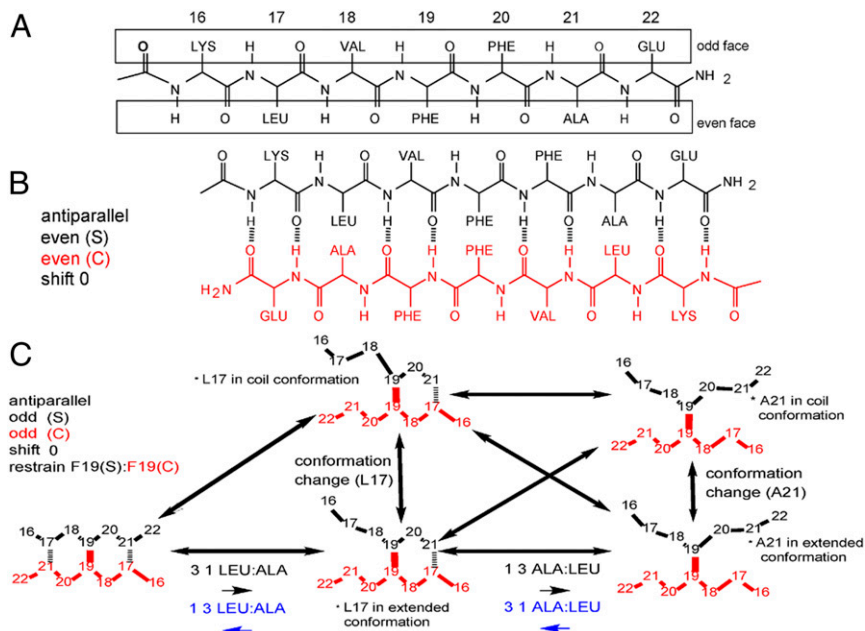 A
16 17 18 19 20 21 22
O LYS H O VAL H O PHE H O GLU
odd face
N N N N N N N NH 2
H O LEU H O PHE H O ALA H O
even face
B
O LYS H O VAL H O PHE H O GLU
N N N N N N N NH 2
antiparallel
even (S)
even (C)
shift 0
H O LEU H O PHE H O ALA H O
O H ALA O H PHE O H LEU O H
H2N N N N N N N N
GLU O H PHE O H VAL O H LYS O
C
antiparallel
odd (S)
odd (C)
shift 0
restrain F19(S):F19(C)
16 17 18 19 20 21
* L17 in coil conformation
22 21 20 19 18 17 16
16 17 18 19 20 21 22
* A21 in coil
conformation
22 21 20 19 18 17 16
conformation
change (L17)
conformation
change (A21)
16 17 18 19 20 21 22
22 21 20 19 18 17 16
16 17 18 19 20 21
22 21 20 19 18 17 16
* L17 in extended
conformation
16 17 18 19 20 21 22
* A21 in extended
conformation
22 21 20 19 18 17 16
3 1 LEU:ALA
1 3 LEU:ALA
1 3 ALA:LEU
3 1 ALA:LEU